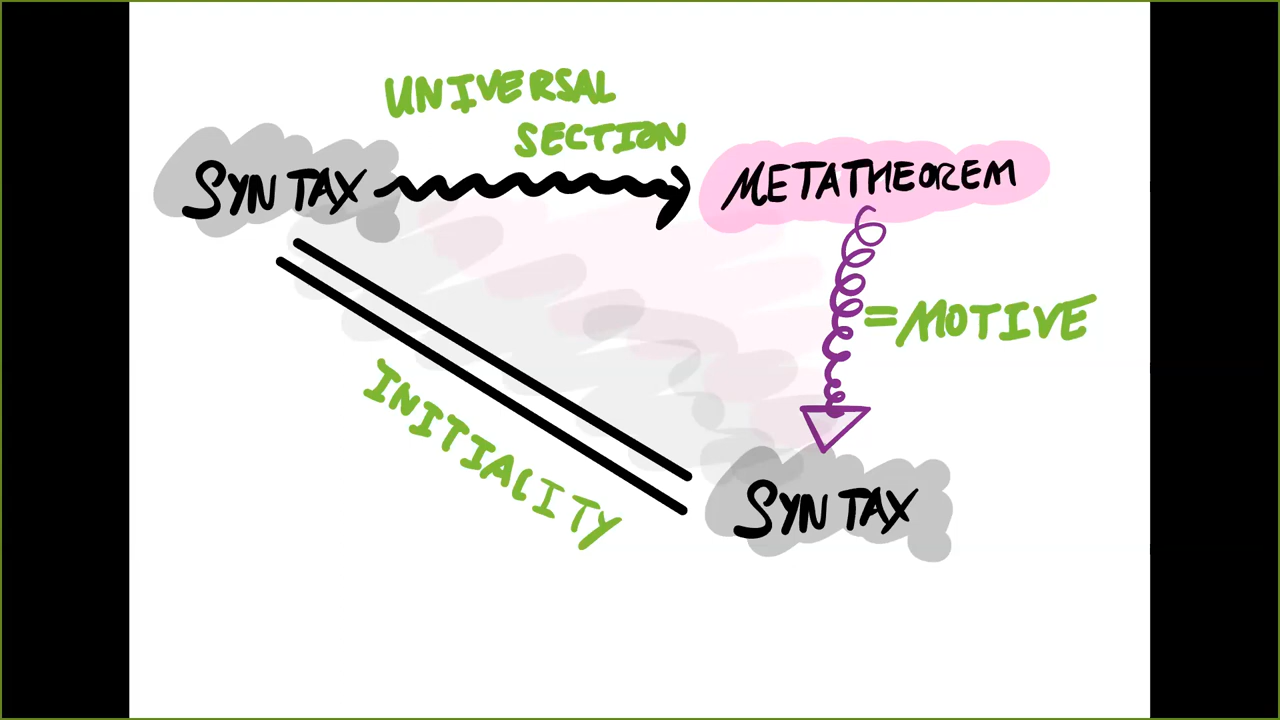 UNIVERSAL
SECTION
SYNTAX
METATHEOREM
=MOTIVE
INITIALITY
SYNTAX